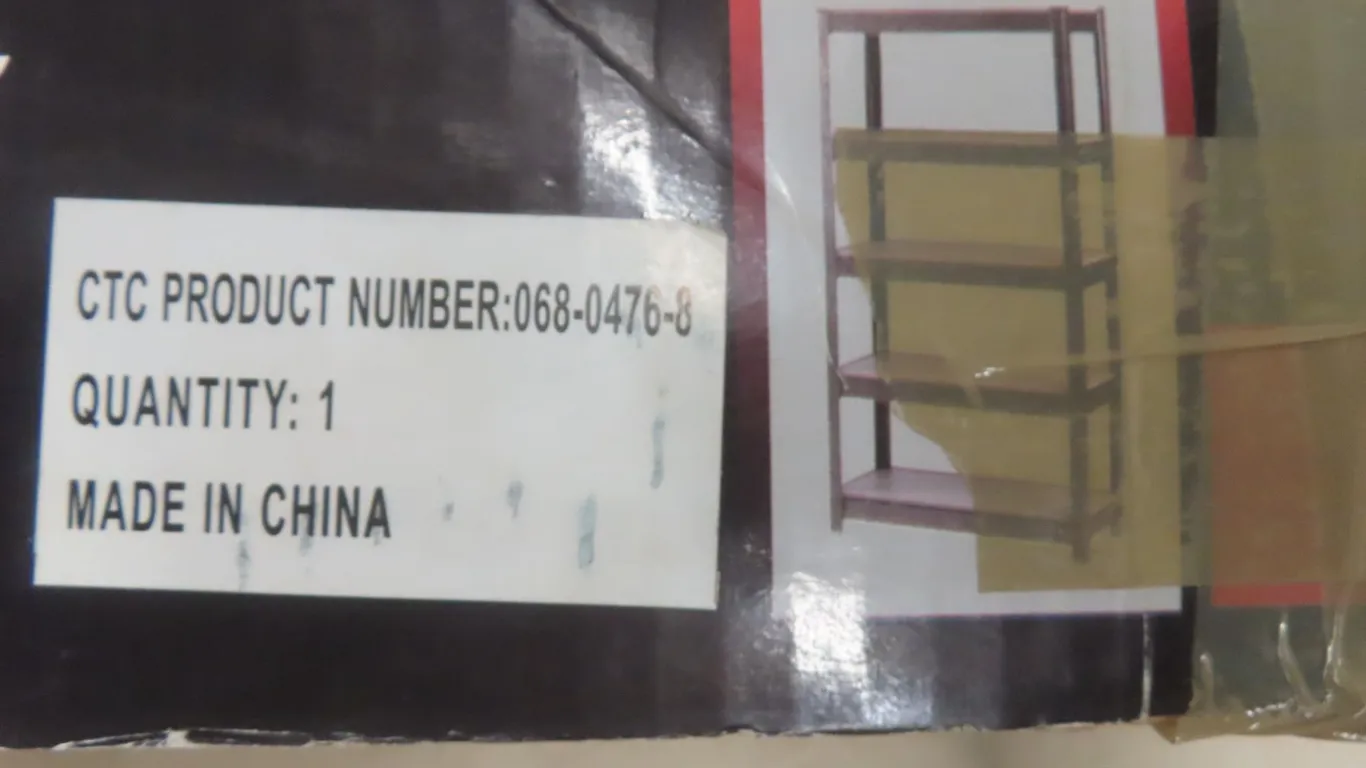 CTC PRODUCT NUMBER:068-0476-8
QUANTITY: 1
MADE IN CHINA